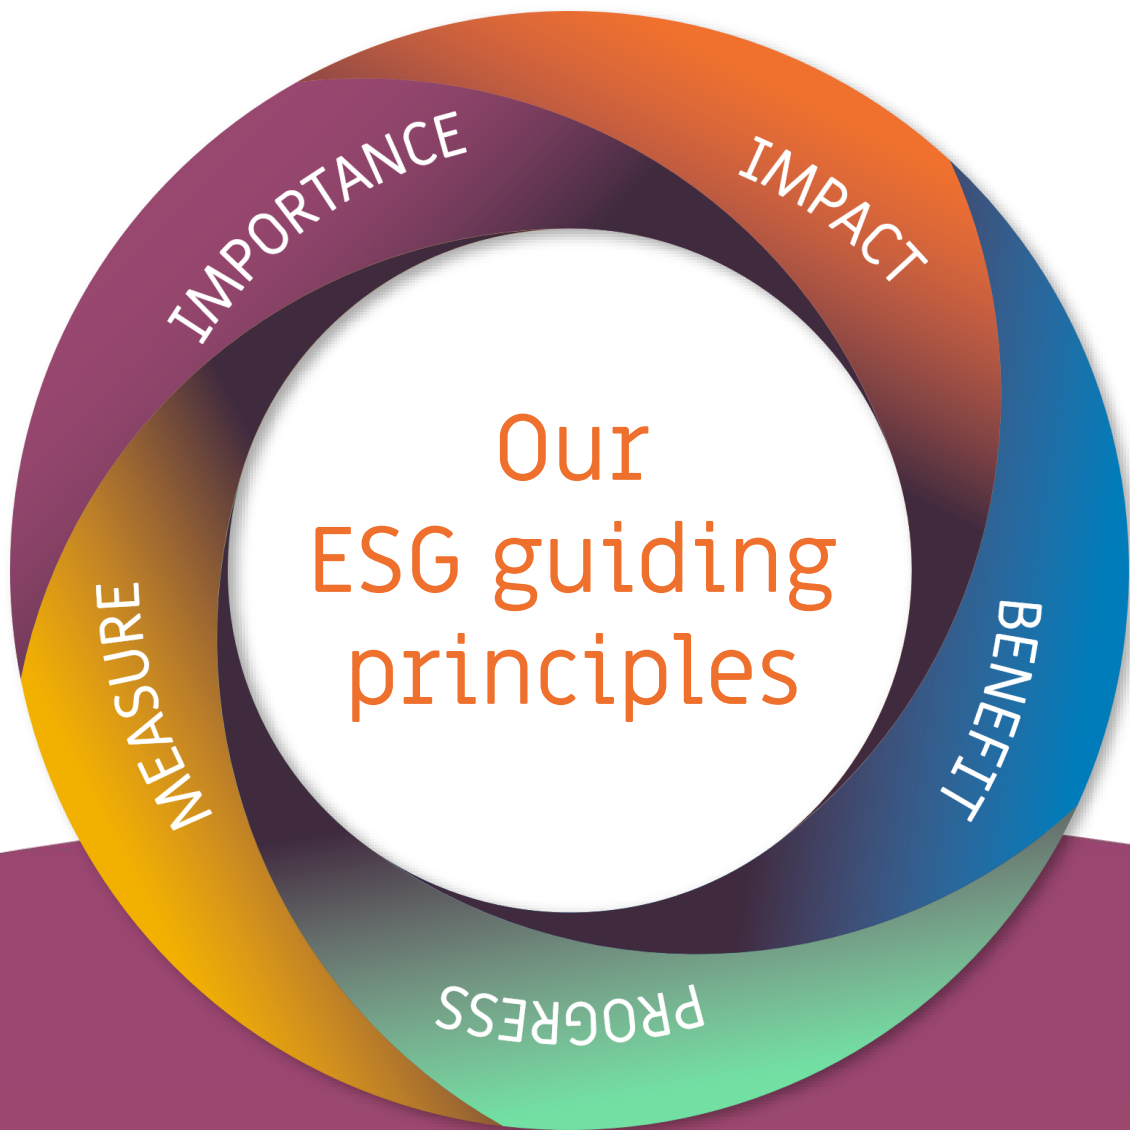 Our
ESG guiding
principles
IMPORTANCE
IMPACT
BENEFIT
PROGRESS
MEASURE